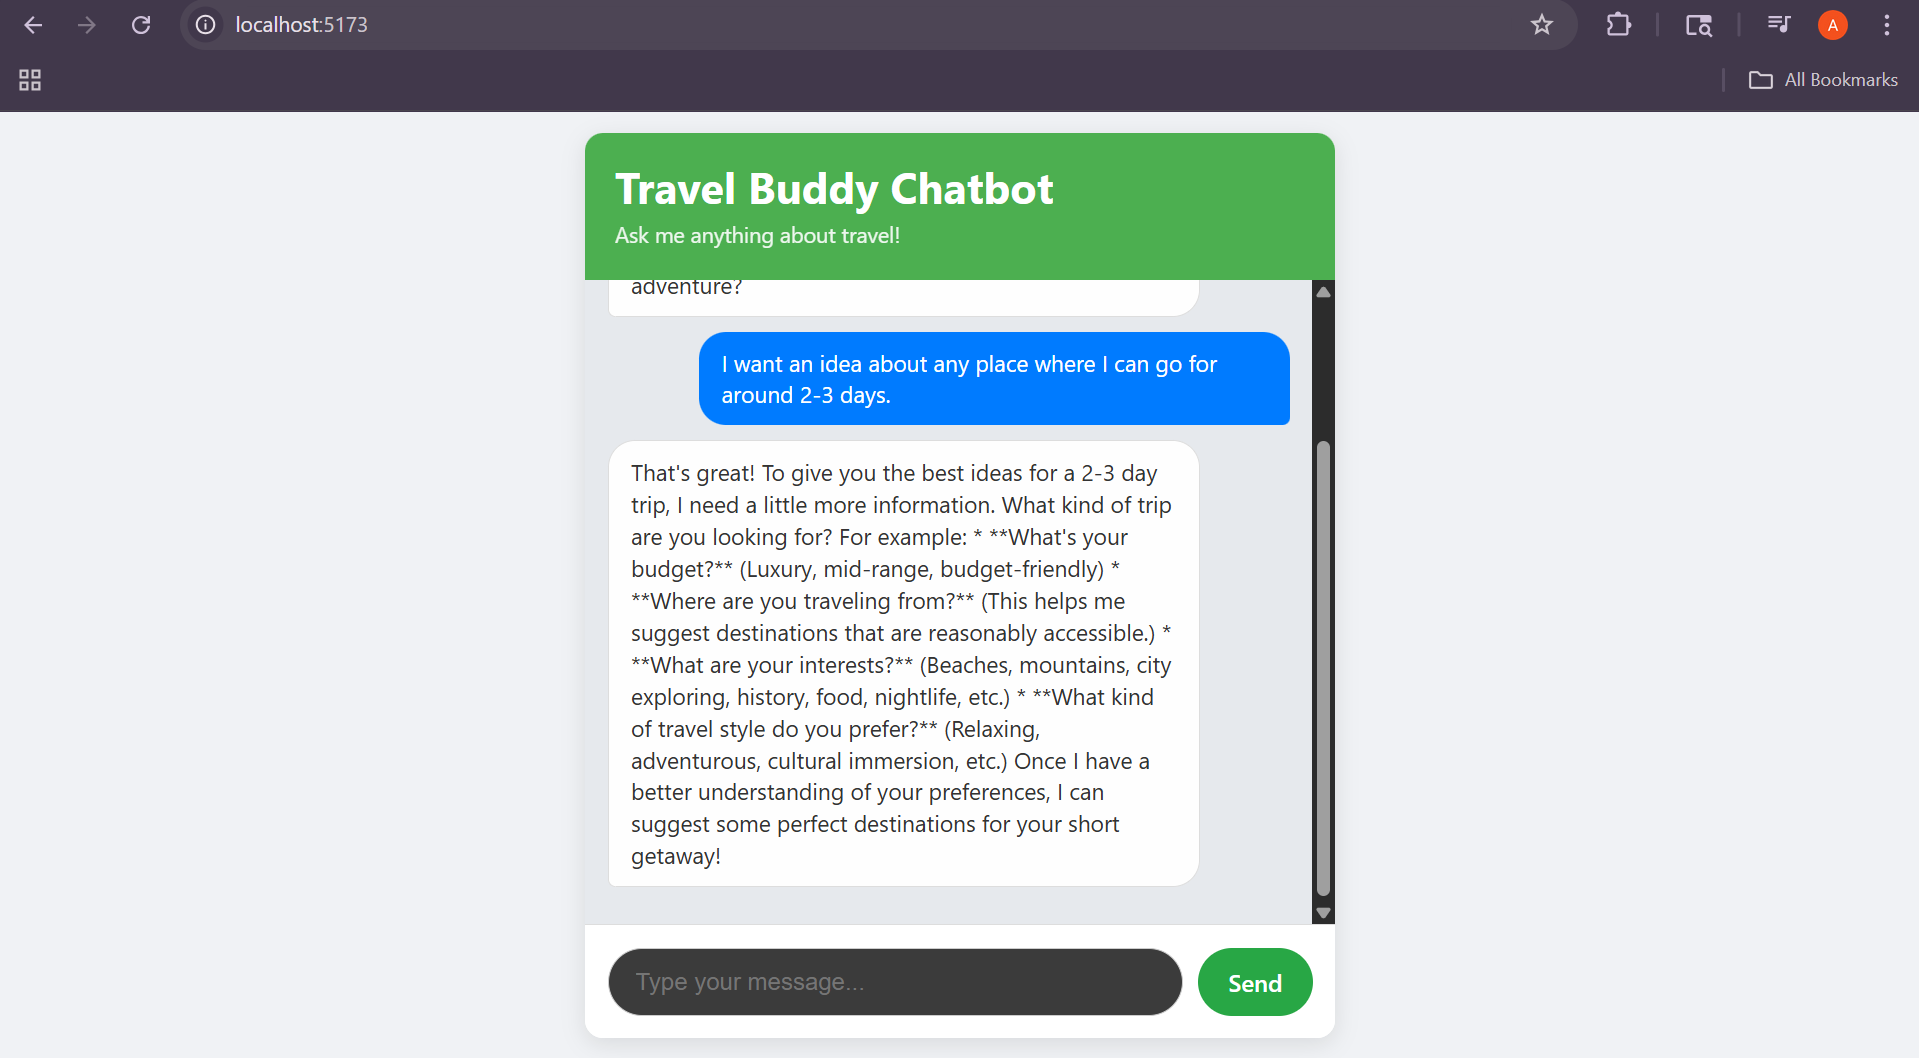 localhost:5173
A
All Bookmarks
Travel Buddy Chatbot
Ask me anything about travel!
adventure?
I want an idea about any place where I can go for
around 2-3 days.
That's great! To give you the best ideas for a 2-3 day
trip, I need a little more information. What kind of trip
are you looking for? For example: * **What's your
budget?** (Luxury, mid-range, budget-friendly) *
**Where are you traveling from?** (This helps me
suggest destinations that are reasonably accessible.) *
**What are your interests?** (Beaches, mountains, city
exploring, history, food, nightlife, etc.) * **What kind
of travel style do you prefer?** (Relaxing,
adventurous, cultural immersion, etc.) Once I have a
better understanding of your preferences, I can
suggest some perfect destinations for your short
getaway!
Type your message...
Send